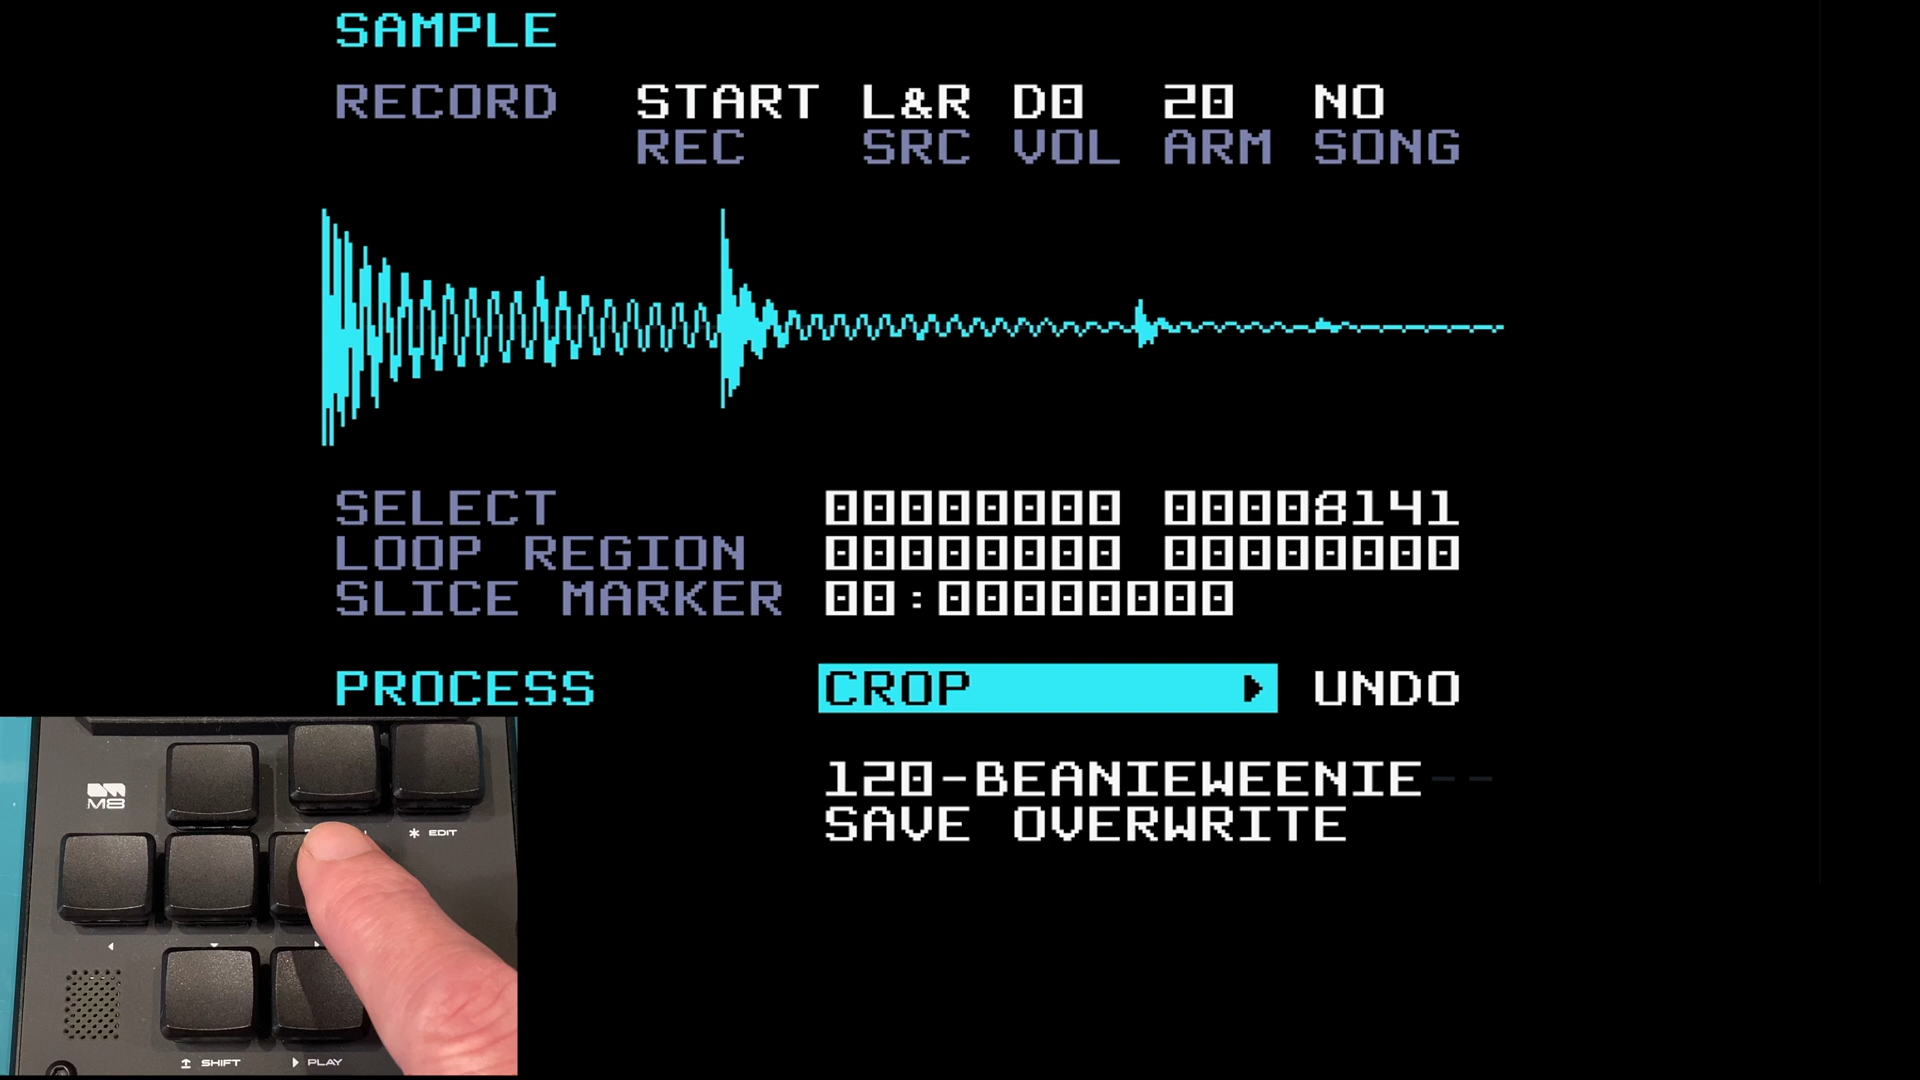 SAMPLE
RECORD START L&R D0 20 NO
REC SRC VOL ARM SONG
SELECT 00000000 00008141
LOOP REGION 00000000 00000000
SLICE MARKER 00:00000000
PROCESS CROP UNDO
120-BEANIEWEENIE--
SAVE OVERWRITE
M8
EDIT
SHIFT
PLAY